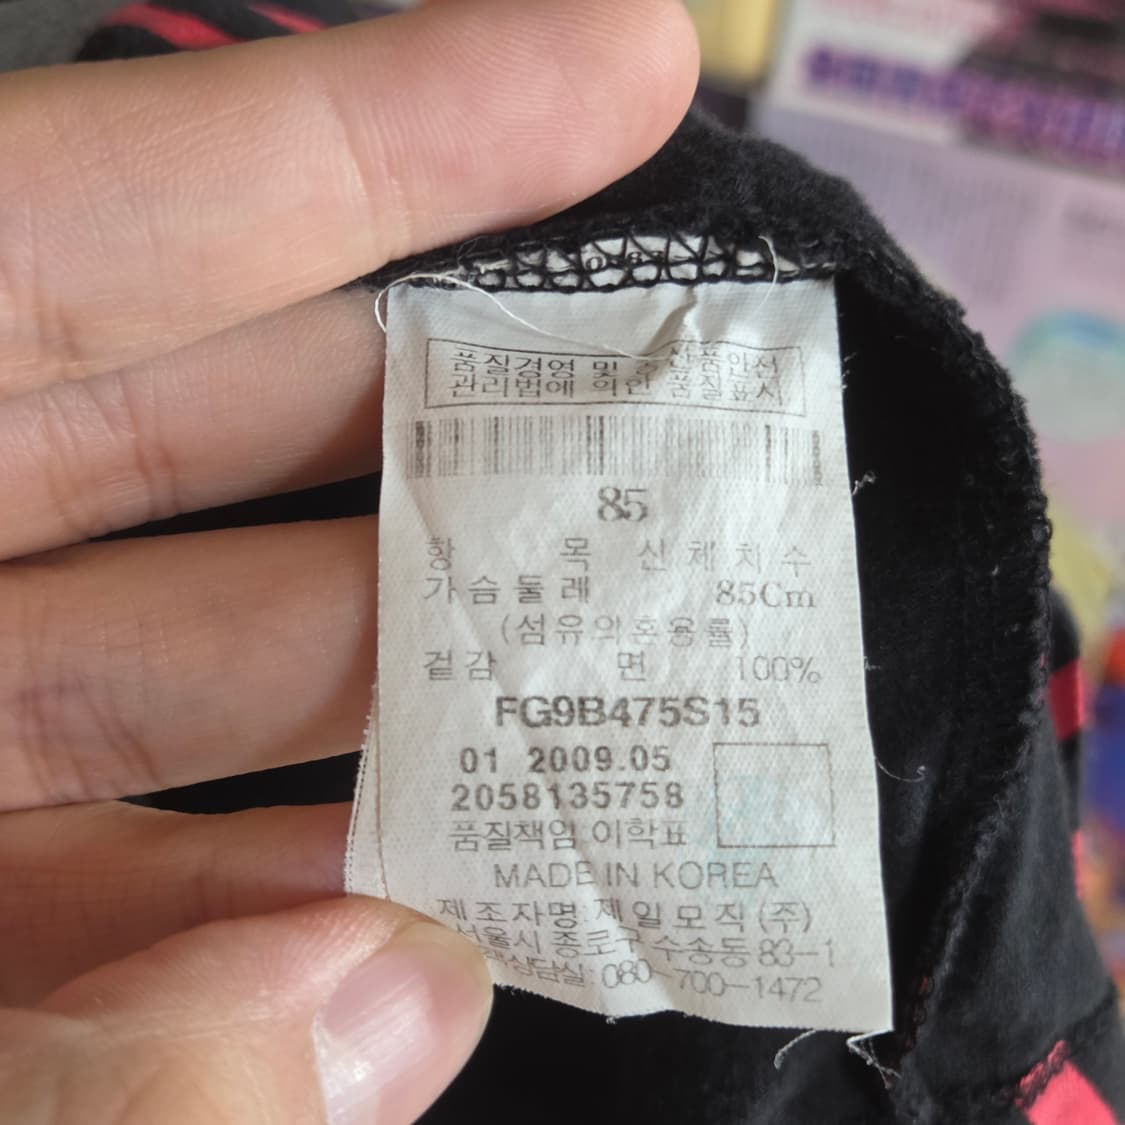 품질경영 및 공산품안전
관리법에 의한 품질표시
85
항 목 신체치수
가슴둘레 85Cm
(섬유의혼용률)
겉감 면 100%
FG9B475S15
01 2009.05
2058135758
품질책임 이학표
MADE IN KOREA
제조자명:제일모직(주)
서울시 종로구 수송동 83-1
080-700-1472